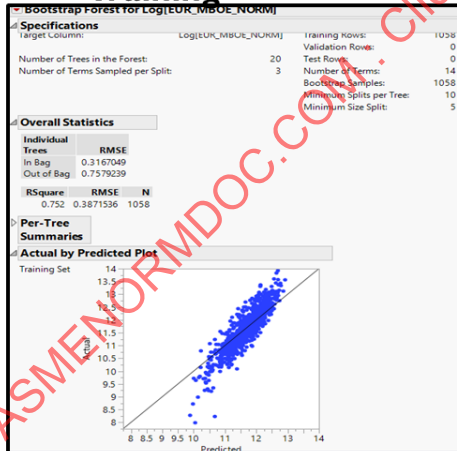 Bootstrap Forest for Log[EUR_MBOE_NORM]
Specifications
Target Column: Log[EUR_MBOE_NORM] Training Rows: 1058
Validation Rows: 0
Number of Trees in the Forest: 20 Test Rows: 0
Number of Terms Sampled per Split: 3 Number of Terms: 14
Bootstrap Samples: 1058
Minimum Splits per Tree: 10
Minimum Size Split: 5
Overall Statistics
Individual
Trees RMSE
In Bag 0.3167049
Out of Bag 0.7579239
RSquare RMSE N
0.752 0.3871536 1058
Per-Tree
Summaries
Actual by Predicted Plot
Training Set
14
13.5
13
12.5
12
11.5
11
10.5
10
9.5
9
8.5
8
Actual
8 8.5 9 9.5 10 11 12 13 14
Predicted
ASMENORMDOC.COM : Clic